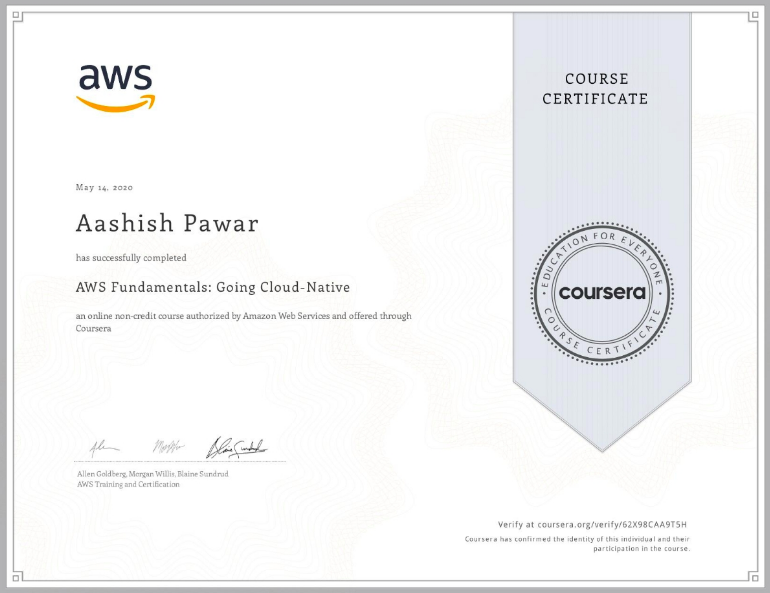 aws
COURSE
CERTIFICATE
May 14, 2020
Aashish Pawar
has successfully completed
AWS Fundamentals: Going Cloud-Native
an online non-credit course authorized by Amazon Web Services and offered through
Coursera
EDUCATION FOR EVERYONE
coursera
COURSE CERTIFICATE
Allen Goldberg, Morgan Willis, Blaine Sundrud
AWS Training and Certification
Verify at coursera.org/verify/62X98CAA9T5H
Coursera has confirmed the identity of this individual and their
participation in the course.